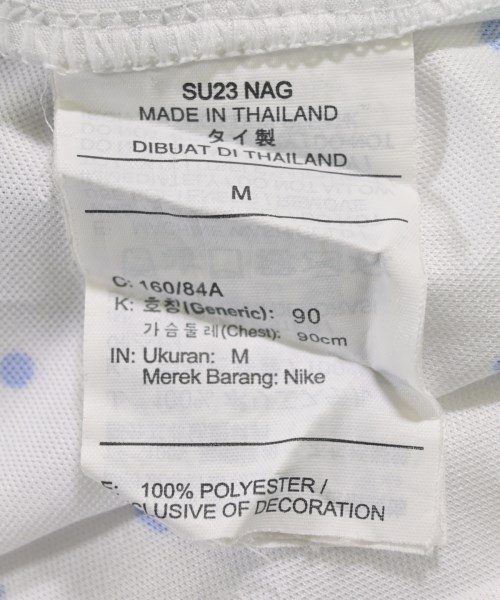 SU23 NAG
MADE IN THAILAND
タイ製
DIBUAT DI THAILAND
M
C: 160/84A
K: 호칭(Generic): 90
가슴둘레(Chest): 90cm
IN: Ukuran: M
Merek Barang: Nike
E: 100% POLYESTER /
CLUSIVE OF DECORATION